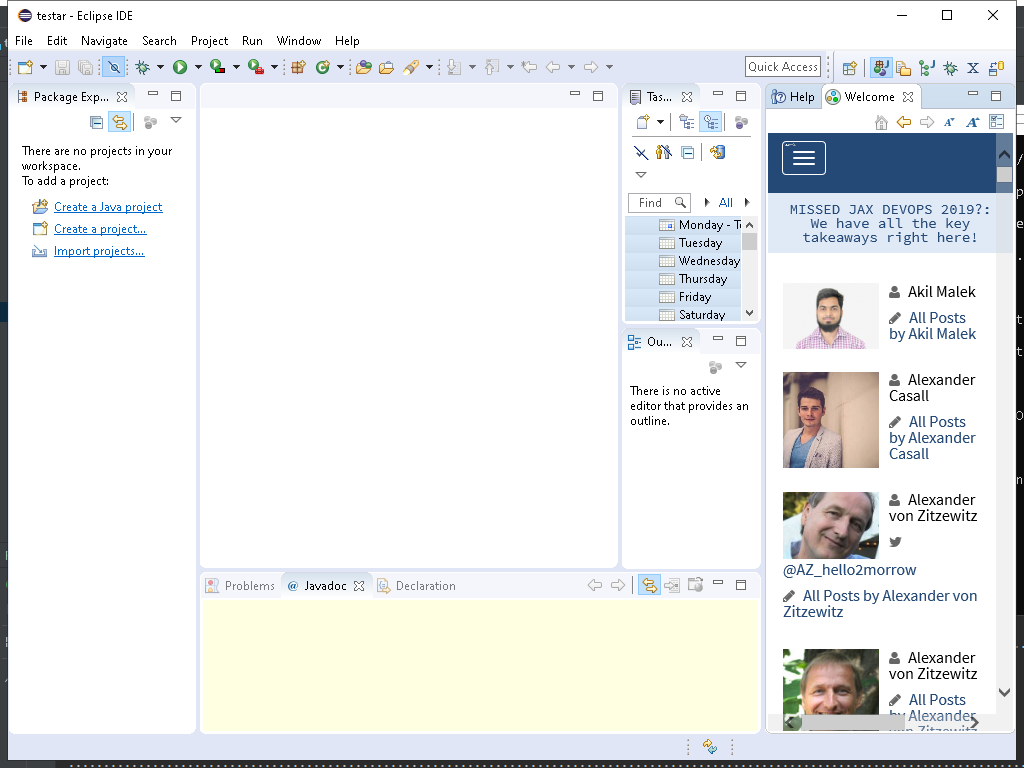 testar - Eclipse IDE
File Edit Navigate Search Project Run Window Help
Quick Access
Package Exp...
There are no projects in your
workspace.
To add a project:
Create a Java project
Create a project...
Import projects...
Tas...
Find
All
Monday - T
Tuesday
Wednesday
Thursday
Friday
Saturday
Ou...
There is no active
editor that provides an
outline.
Problems
@ Javadoc
Declaration
Help
Welcome
MISSED JAX DEVOPS 2019?:
We have all the key
takeaways right here!
Akil Malek
All Posts
by Akil Malek
Alexander
Casall
All Posts
by Alexander
Casall
Alexander
von Zitzewitz
@AZ_hello2morrow
All Posts by Alexander von
Zitzewitz
Alexander
von Zitzewitz
All Posts
by Alexander
von Zitzewitz